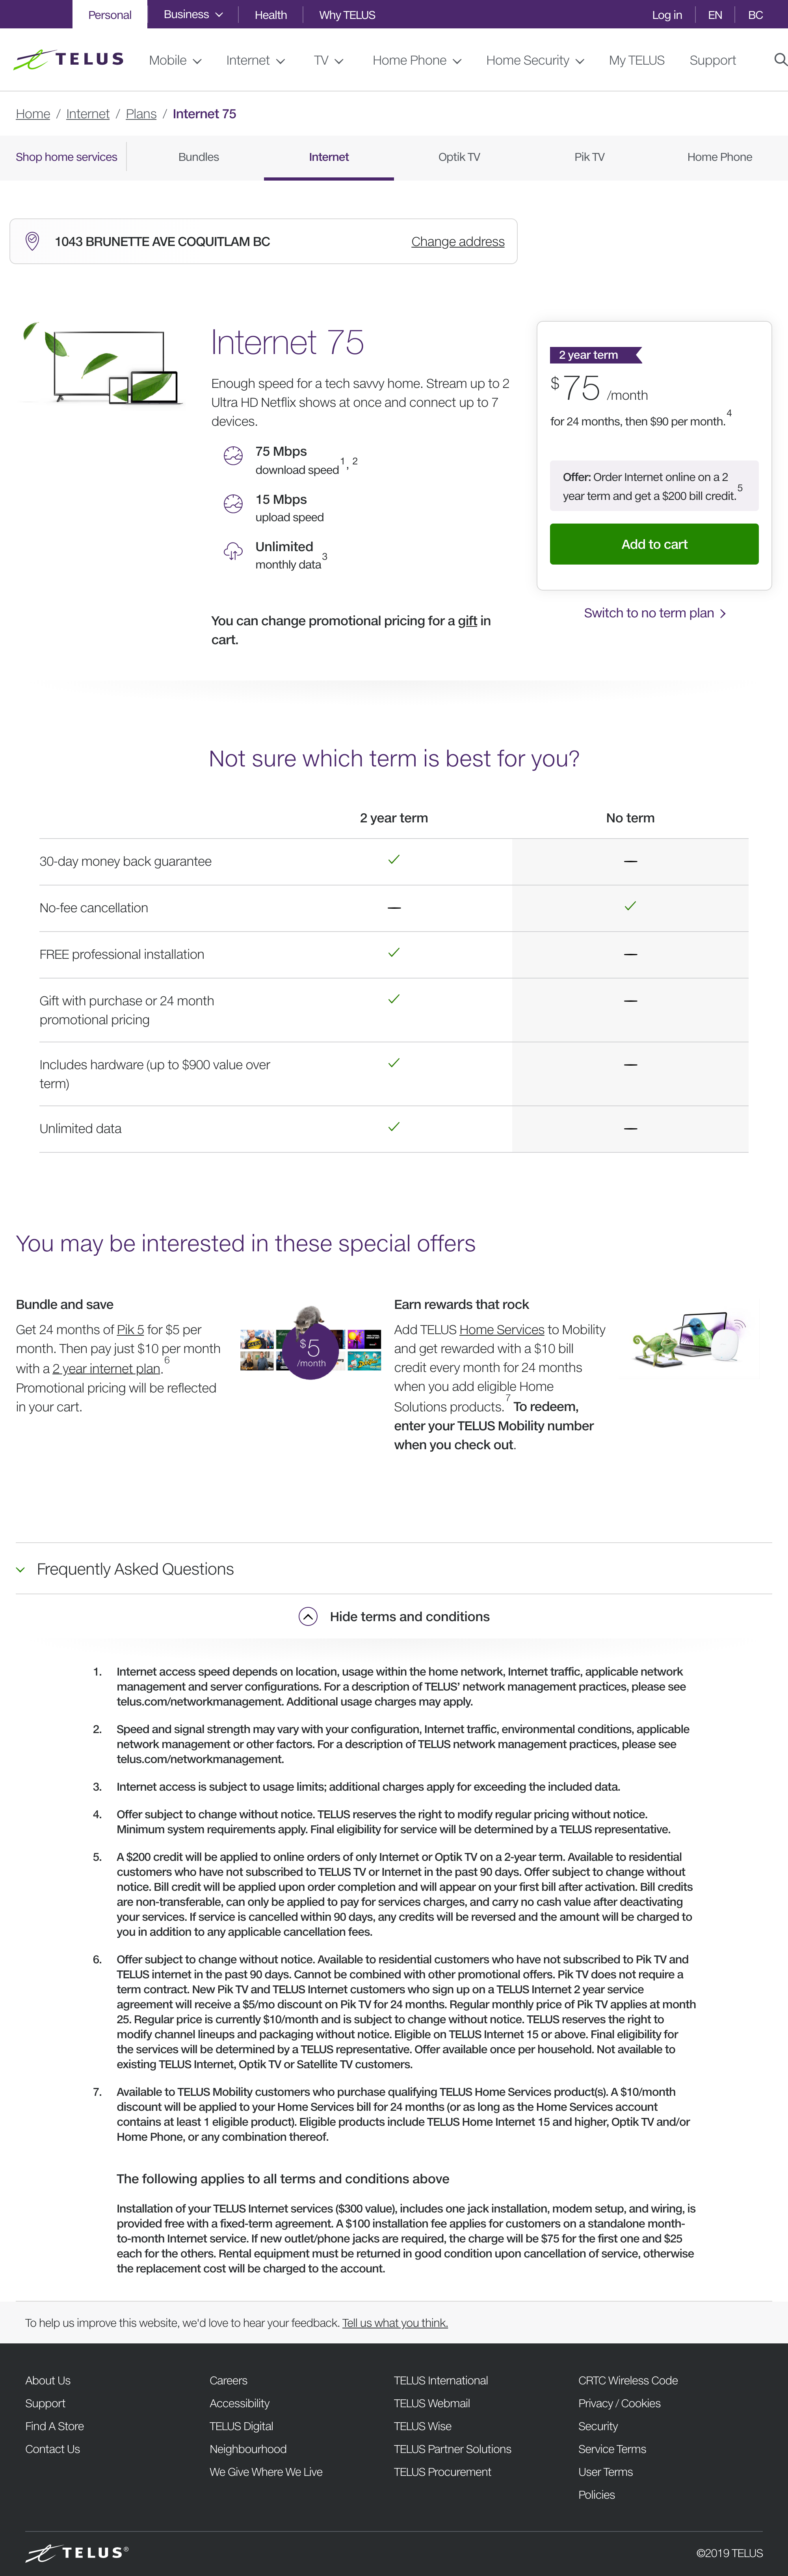 Personal
Business
Health
Why TELUS
Log in
EN
BC
TELUS
Mobile
Internet
TV
Home Phone
Home Security
My TELUS
Support
Home / Internet / Plans / Internet 75
Shop home services
Bundles
Internet
Optik TV
Pik TV
Home Phone
1043 BRUNETTE AVE COQUITLAM BC
Change address
Internet 75
Enough speed for a tech savvy home. Stream up to 2
Ultra HD Netflix shows at once and connect up to 7
devices.
75 Mbps
download speed 1, 2
15 Mbps
upload speed
Unlimited
monthly data 3
You can change promotional pricing for a gift in
cart.
2 year term
$75 /month
for 24 months, then $90 per month. 4
Offer: Order Internet online on a 2
year term and get a $200 bill credit. 5
Add to cart
Switch to no term plan
Not sure which term is best for you?
2 year term
No term
30-day money back guarantee
No-fee cancellation
FREE professional installation
Gift with purchase or 24 month
promotional pricing
Includes hardware (up to $900 value over
term)
Unlimited data
You may be interested in these special offers
Bundle and save
Get 24 months of Pik 5 for $5 per
month. Then pay just $10 per month
with a 2 year internet plan. 6
Promotional pricing will be reflected
in your cart.
$5
/month
Earn rewards that rock
Add TELUS Home Services to Mobility
and get rewarded with a $10 bill
credit every month for 24 months
when you add eligible Home
Solutions products. 7 To redeem,
enter your TELUS Mobility number
when you check out.
Frequently Asked Questions
Hide terms and conditions
1. Internet access speed depends on location, usage within the home network, Internet traffic, applicable network
management and server configurations. For a description of TELUS' network management practices, please see
telus.com/networkmanagement. Additional usage charges may apply.
2. Speed and signal strength may vary with your configuration, Internet traffic, environmental conditions, applicable
network management or other factors. For a description of TELUS network management practices, please see
telus.com/networkmanagement.
3. Internet access is subject to usage limits; additional charges apply for exceeding the included data.
4. Offer subject to change without notice. TELUS reserves the right to modify regular pricing without notice.
Minimum system requirements apply. Final eligibility for service will be determined by a TELUS representative.
5. A $200 credit will be applied to online orders of only Internet or Optik TV on a 2-year term. Available to residential
customers who have not subscribed to TELUS TV or Internet in the past 90 days. Offer subject to change without
notice. Bill credit will be applied upon order completion and will appear on your first bill after activation. Bill credits
are non-transferable, can only be applied to pay for services charges, and carry no cash value after deactivating
your services. If service is cancelled within 90 days, any credits will be reversed and the amount will be charged to
you in addition to any applicable cancellation fees.
6. Offer subject to change without notice. Available to residential customers who have not subscribed to Pik TV and
TELUS internet in the past 90 days. Cannot be combined with other promotional offers. Pik TV does not require a
term contract. New Pik TV and TELUS Internet customers who sign up on a TELUS Internet 2 year service
agreement will receive a $5/mo discount on Pik TV for 24 months. Regular monthly price of Pik TV applies at month
25. Regular price is currently $10/month and is subject to change without notice. TELUS reserves the right to
modify channel lineups and packaging without notice. Eligible on TELUS Internet 15 or above. Final eligibility for
the services will be determined by a TELUS representative. Offer available once per household. Not available to
existing TELUS Internet, Optik TV or Satellite TV customers.
7. Available to TELUS Mobility customers who purchase qualifying TELUS Home Services product(s). A $10/month
discount will be applied to your Home Services bill for 24 months (or as long as the Home Services account
contains at least 1 eligible product). Eligible products include TELUS Home Internet 15 and higher, Optik TV and/or
Home Phone, or any combination thereof.
The following applies to all terms and conditions above
Installation of your TELUS Internet services ($300 value), includes one jack installation, modem setup, and wiring, is
provided free with a fixed-term agreement. A $100 installation fee applies for customers on a standalone month-
to-month Internet service. If new outlet/phone jacks are required, the charge will be $75 for the first one and $25
each for the others. Rental equipment must be returned in good condition upon cancellation of service, otherwise
the replacement cost will be charged to the account.
To help us improve this website, we'd love to hear your feedback. Tell us what you think.
About Us
Support
Find A Store
Contact Us
Careers
Accessibility
TELUS Digital
Neighbourhood
We Give Where We Live
TELUS International
TELUS Webmail
TELUS Wise
TELUS Partner Solutions
TELUS Procurement
CRTC Wireless Code
Privacy / Cookies
Security
Service Terms
User Terms
Policies
TELUS®
©2019 TELUS